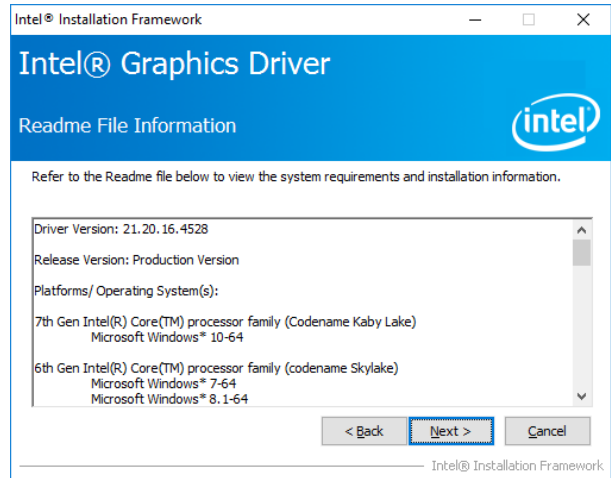 Intel® Installation Framework
Intel® Graphics Driver
Readme File Information
intel
Refer to the Readme file below to view the system requirements and installation information.
Driver Version: 21.20.16.4528
Release Version: Production Version
Platforms/ Operating System(s):
7th Gen Intel(R) Core(TM) processor family (Codename Kaby Lake)
Microsoft Windows* 10-64
6th Gen Intel(R) Core(TM) processor family (codename Skylake)
Microsoft Windows* 7-64
Microsoft Windows* 8.1-64
< Back Next > Cancel
Intel® Installation Framework